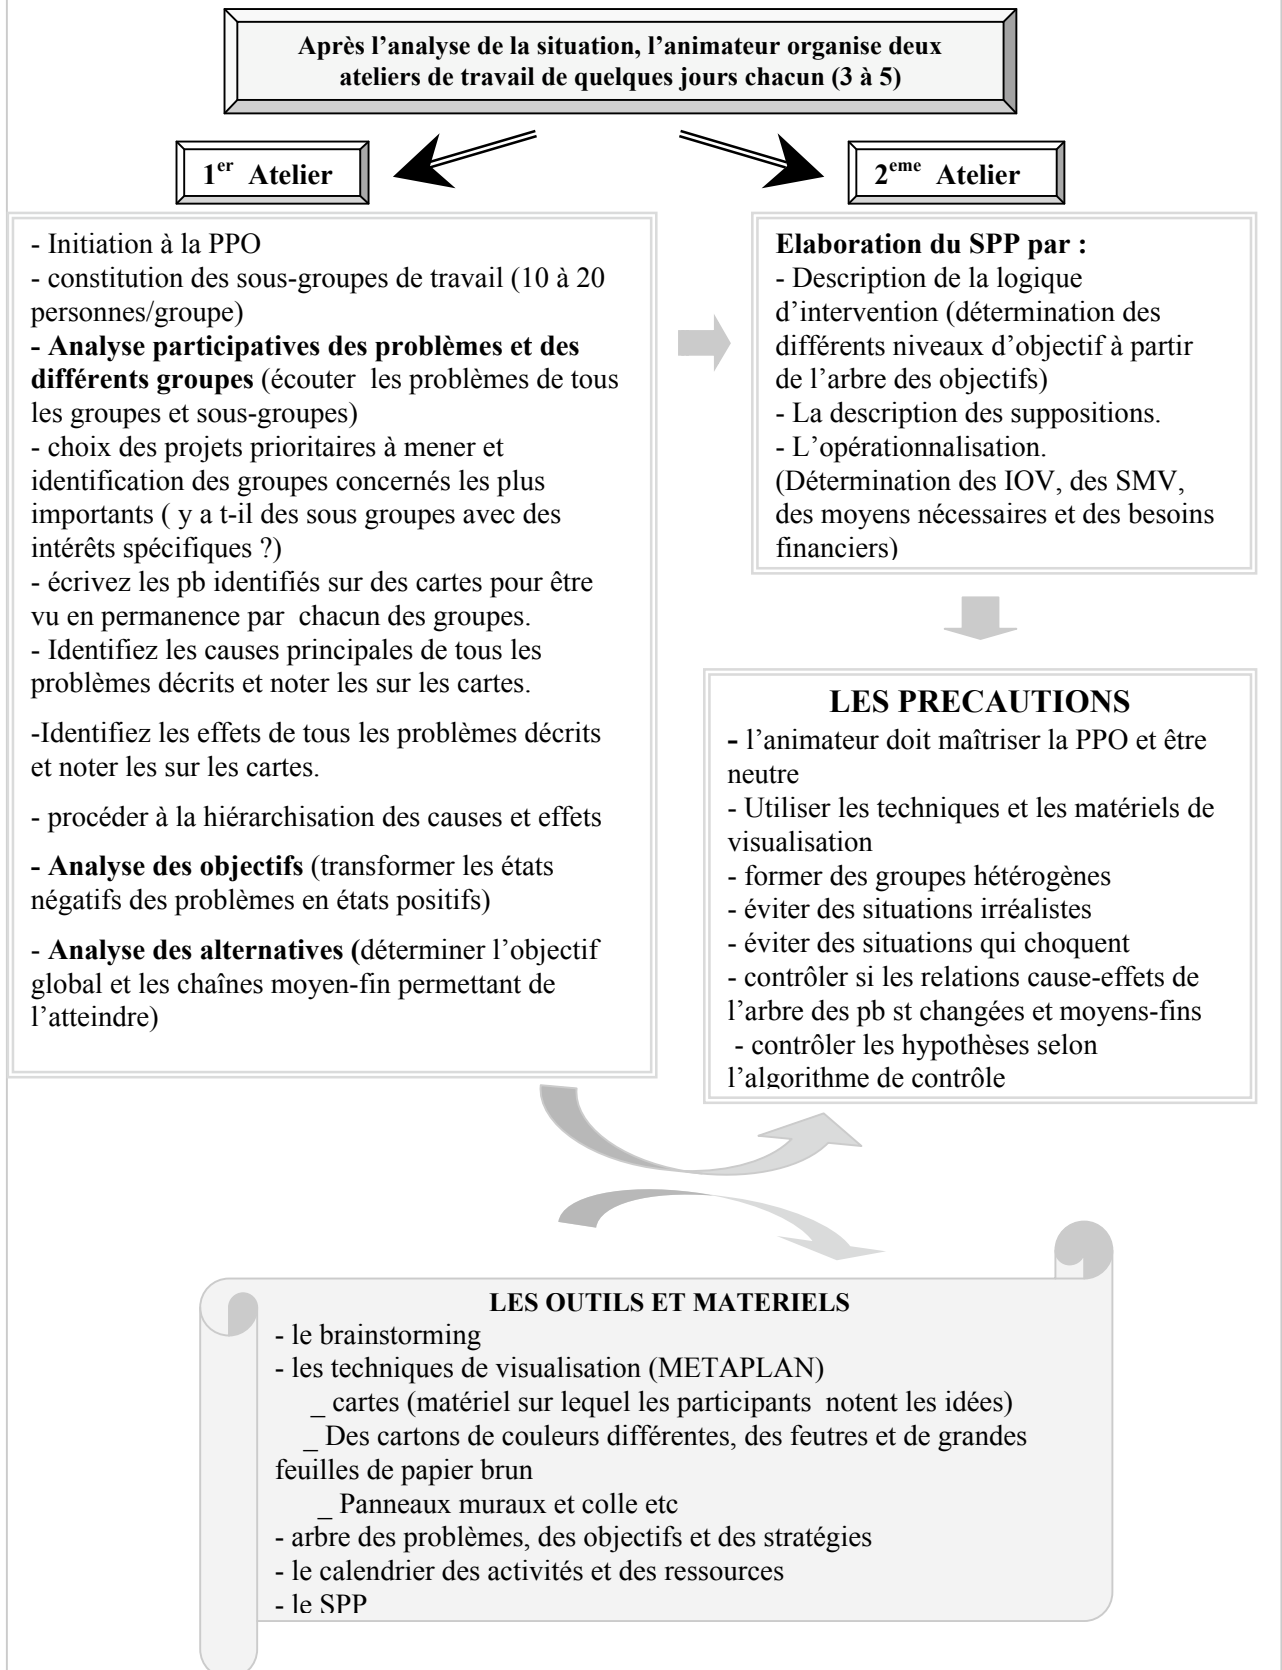 Après l’analyse de la situation, l’animateur organise deux
ateliers de travail de quelques jours chacun (3 à 5)
1er Atelier
2eme Atelier
- Initiation à la PPO
- constitution des sous-groupes de travail (10 à 20
personnes/groupe)
- Analyse participatives des problèmes et des
différents groupes (écouter les problèmes de tous
les groupes et sous-groupes)
- choix des projets prioritaires à mener et
identification des groupes concernés les plus
importants ( y a t-il des sous groupes avec des
intérêts spécifiques ?)
- écrivez les pb identifiés sur des cartes pour être
vu en permanence par chacun des groupes.
- Identifiez les causes principales de tous les
problèmes décrits et noter les sur les cartes.
-Identifiez les effets de tous les problèmes décrits
et noter les sur les cartes.
- procéder à la hiérarchisation des causes et effets
- Analyse des objectifs (transformer les états
négatifs des problèmes en états positifs)
- Analyse des alternatives (déterminer l’objectif
global et les chaînes moyen-fin permettant de
l’atteindre)
Elaboration du SPP par :
- Description de la logique
d’intervention (détermination des
différents niveaux d’objectif à partir
de l’arbre des objectifs)
- La description des suppositions.
- L’opérationnalisation.
(Détermination des IOV, des SMV,
des moyens nécessaires et des besoins
financiers)
LES PRECAUTIONS
- l’animateur doit maîtriser la PPO et être
neutre
- Utiliser les techniques et les matériels de
visualisation
- former des groupes hétérogènes
- éviter des situations irréalistes
- éviter des situations qui choquent
- contrôler si les relations cause-effets de
l’arbre des pb st changées et moyens-fins
- contrôler les hypothèses selon
l’algorithme de contrôle
LES OUTILS ET MATERIELS
- le brainstorming
- les techniques de visualisation (METAPLAN)
_ cartes (matériel sur lequel les participants notent les idées)
_ Des cartons de couleurs différentes, des feutres et de grandes
feuilles de papier brun
_ Panneaux muraux et colle etc
- arbre des problèmes, des objectifs et des stratégies
- le calendrier des activités et des ressources
- le SPP